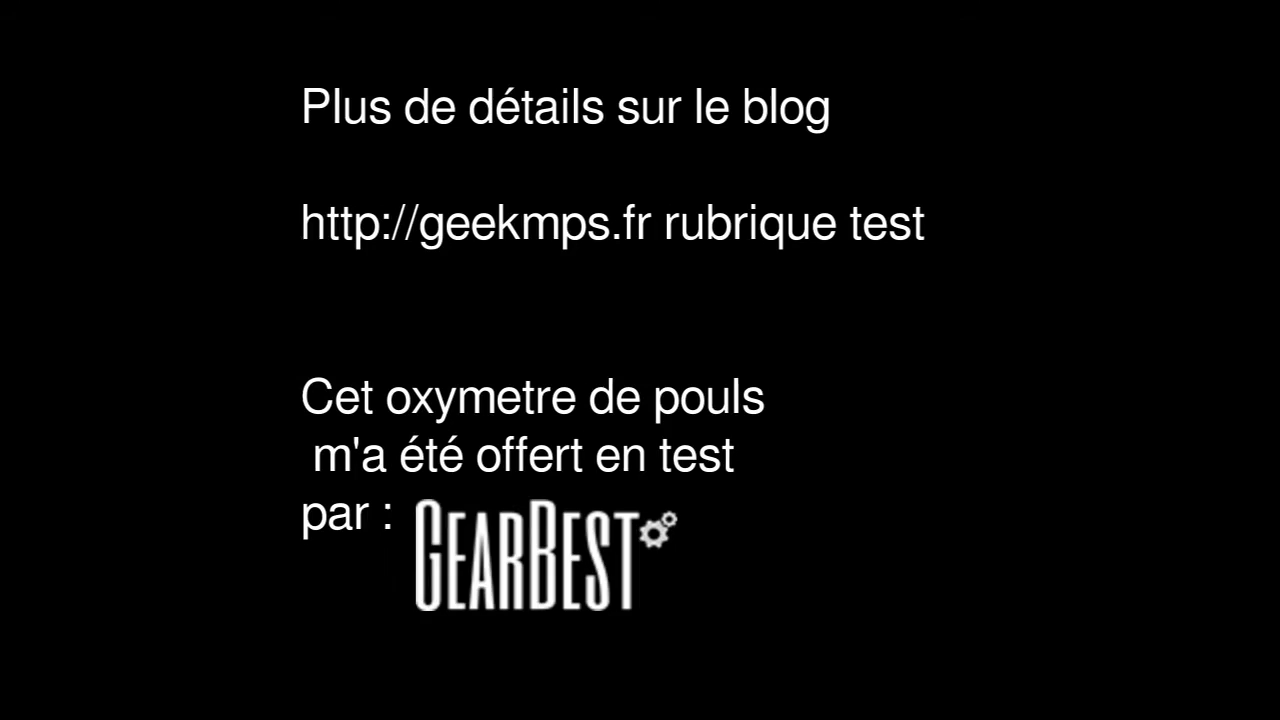 Plus de détails sur le blog
http://geekmps.fr rubrique test
Cet oxymetre de pouls
m'a été offert en test
par : GEARBEST